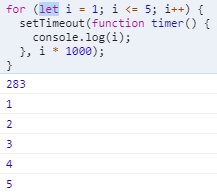 for (let i = 1; i <= 5; i++) {
  setTimeout(function timer() {
    console.log(i);
  }, i * 1000);
}
283
1
2
3
4
5